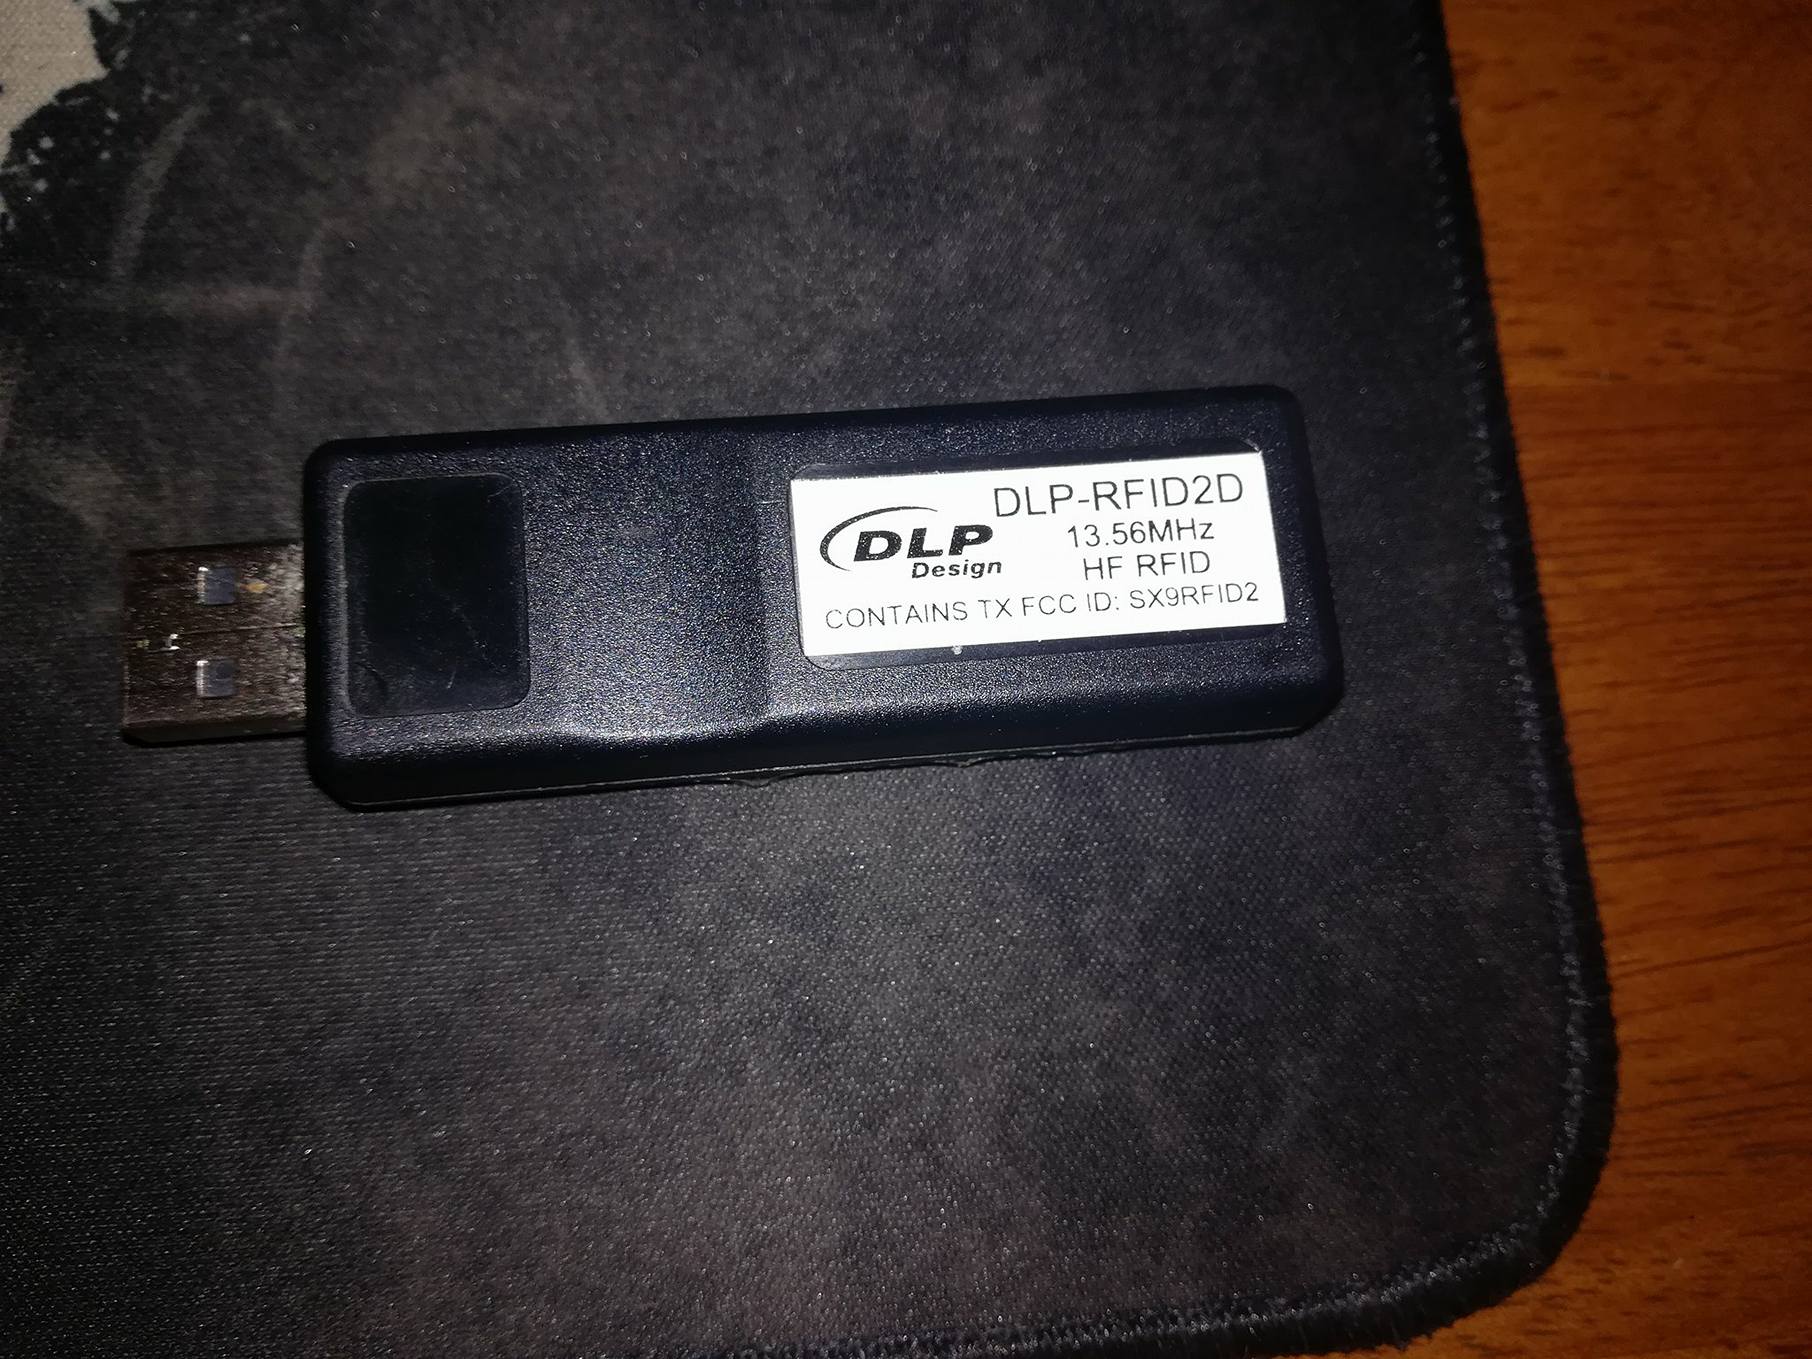 DLP-RFID2D
13.56MHz
HF RFID
DLP
Design
CONTAINS TX FCC ID: SX9RFID2